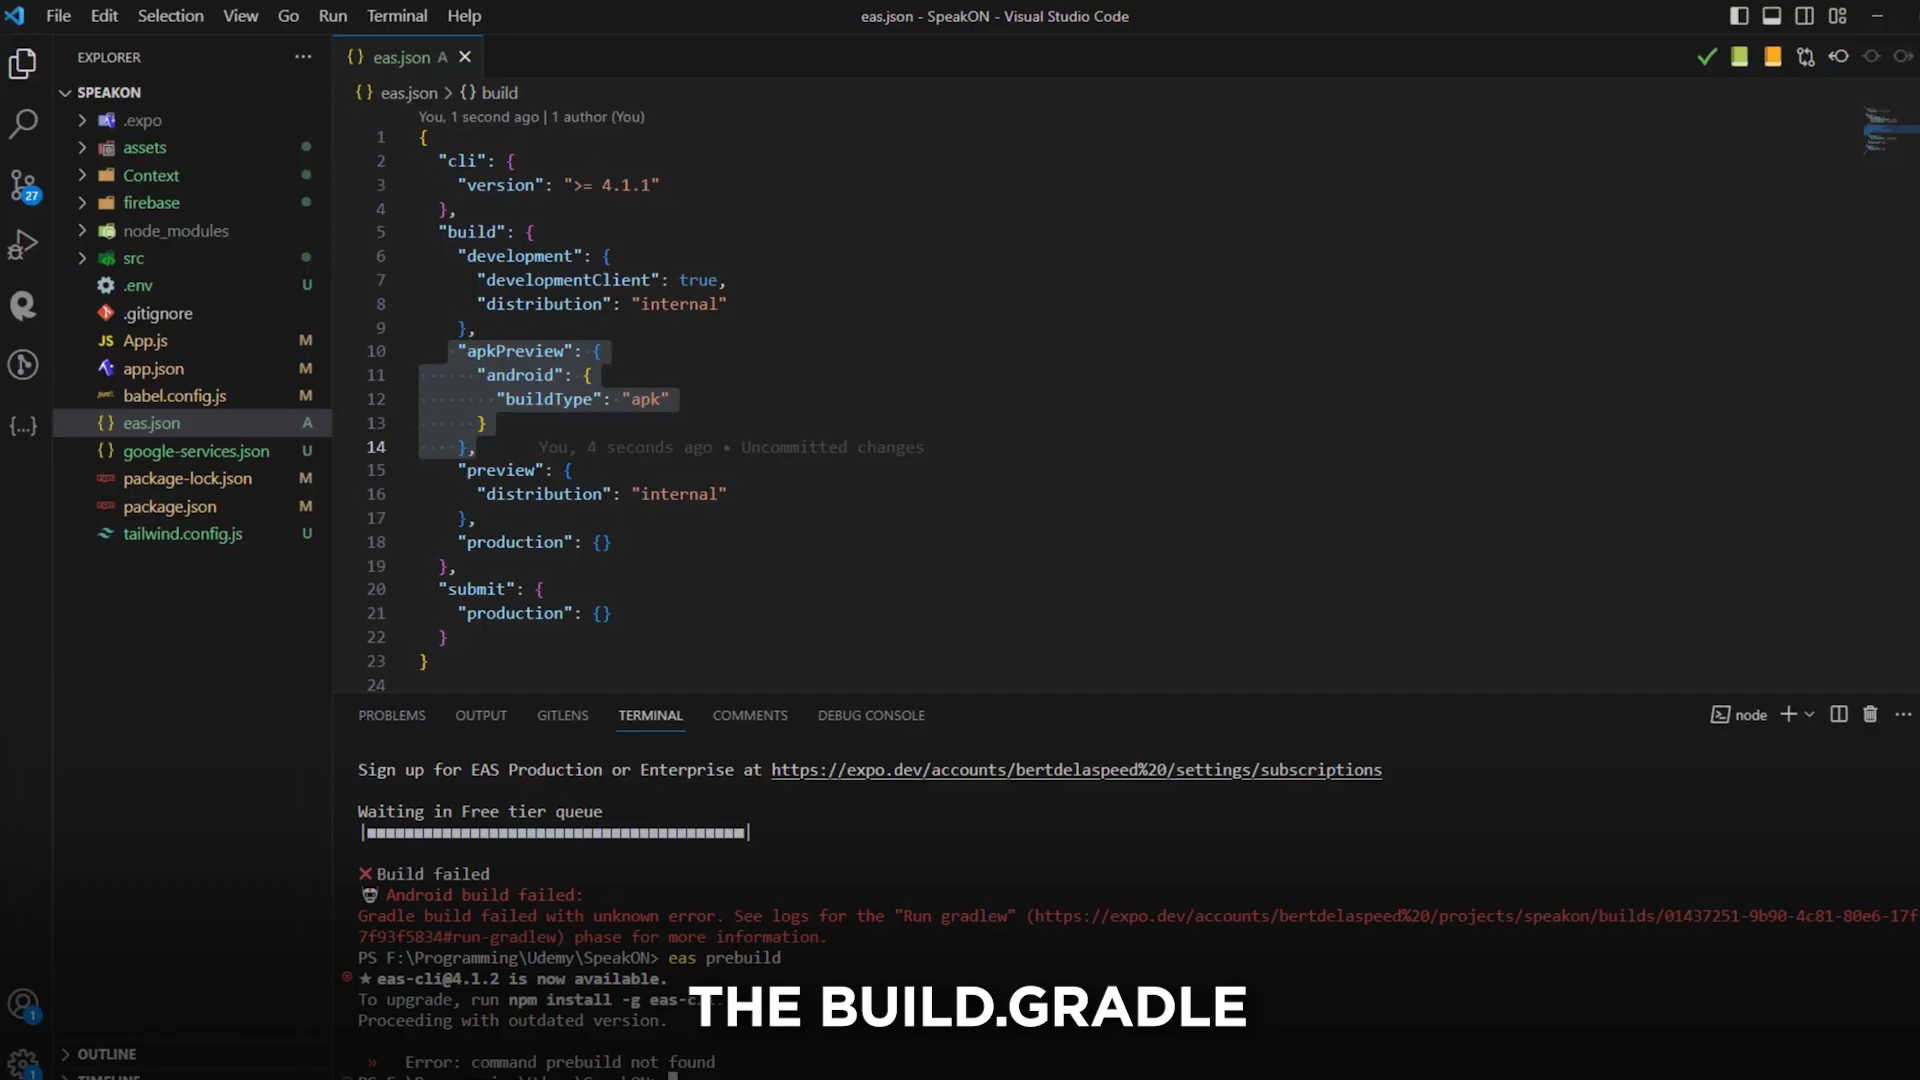 File Edit Selection View Go Run Terminal Help
eas.json - SpeakON - Visual Studio Code
EXPLORER
SPEAKON
.expo
assets
Context
firebase
node_modules
src
.env U
.gitignore
App.js M
app.json M
babel.config.js M
eas.json A
google-services.json U
package-lock.json M
package.json M
tailwind.config.js U
OUTLINE
TIMELINE
27
1
1
eas.json A
{} eas.json > {} build
You, 1 second ago | 1 author (You)
1 {
2 "cli": {
3 "version": ">= 4.1.1"
4 },
5 "build": {
6 "development": {
7 "developmentClient": true,
8 "distribution": "internal"
9 },
10 "apkPreview": {
11 "android": {
12 "buildType": "apk"
13 }
14 }, You, 4 seconds ago • Uncommitted changes
15 "preview": {
16 "distribution": "internal"
17 },
18 "production": {}
19 },
20 "submit": {
21 "production": {}
22 }
23 }
24
PROBLEMS OUTPUT GITLENS TERMINAL COMMENTS DEBUG CONSOLE
node
Sign up for EAS Production or Enterprise at https://expo.dev/accounts/bertdelaspeed%20/settings/subscriptions
Waiting in Free tier queue
Build failed
Android build failed:
Gradle build failed with unknown error. See logs for the "Run gradlew" (https://expo.dev/accounts/bertdelaspeed%20/projects/speakon/builds/01437251-9b90-4c81-80e6-17f
7f93f5834#run-gradlew) phase for more information.
PS F:\Programming\Udemy\SpeakON> eas prebuild
★ eas-cli@4.1.2 is now available.
To upgrade, run npm install -g eas-c
Proceeding with outdated version.
THE BUILD.GRADLE
» Error: command prebuild not found
PS F:\Programming\Udemy\SpeakON>